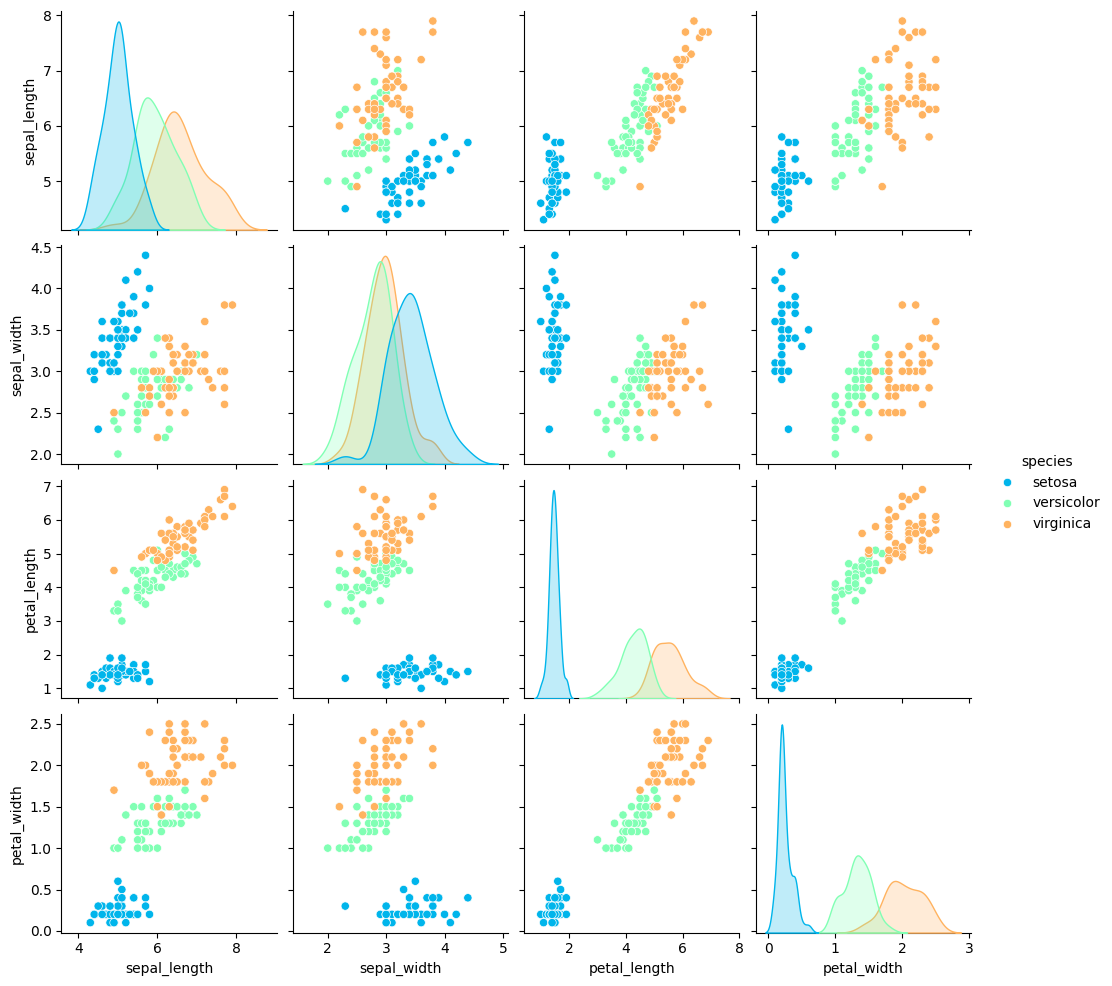 8
7
6
5
sepal_length
4.5
4.0
3.5
3.0
2.5
2.0
sepal_width
species
setosa
versicolor
virginica
7
6
5
4
3
2
1
petal_length
2.5
2.0
1.5
1.0
0.5
0.0
petal_width
4 6 8 2 3 4 5 2 4 6 8 0 1 2 3
sepal_length sepal_width petal_length petal_width